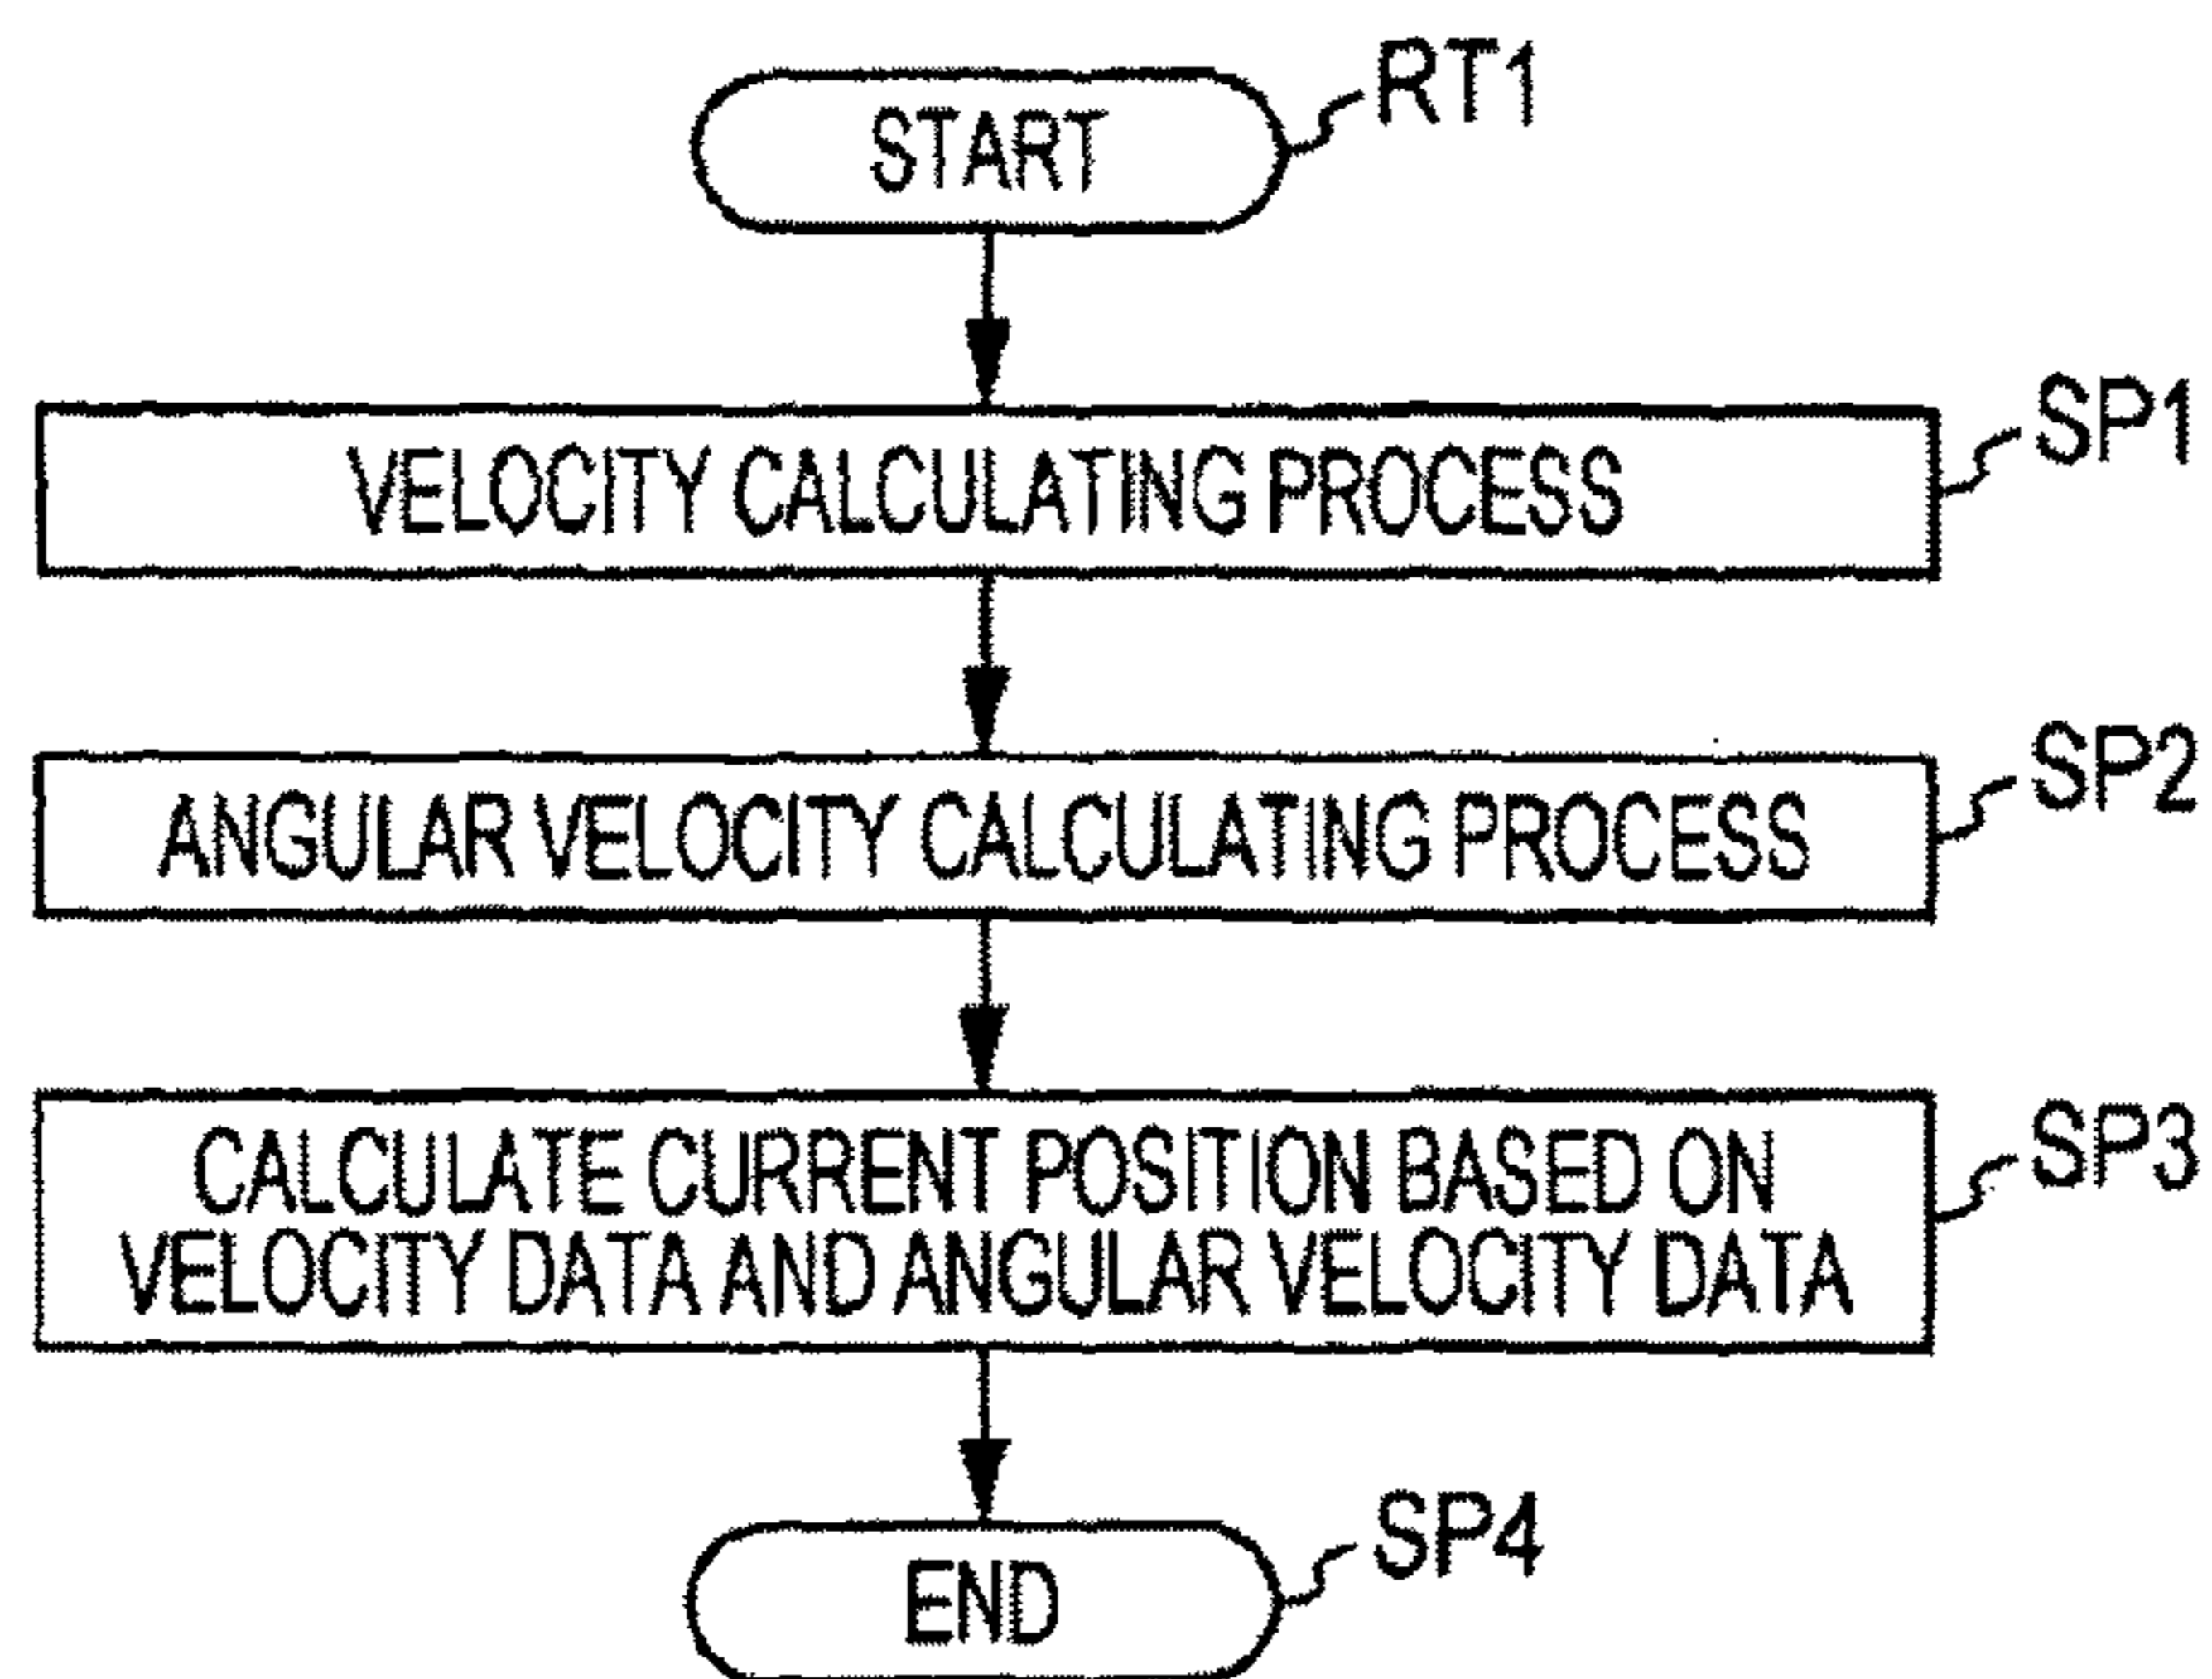 START
RT1
VELOCITY CALCULATING PROCESS
SP1
ANGULAR VELOCITY CALCULATING PROCESS
SP2
CALCULATE CURRENT POSITION BASED ON
VELOCITY DATA AND ANGULAR VELOCITY DATA
SP3
END
SP4